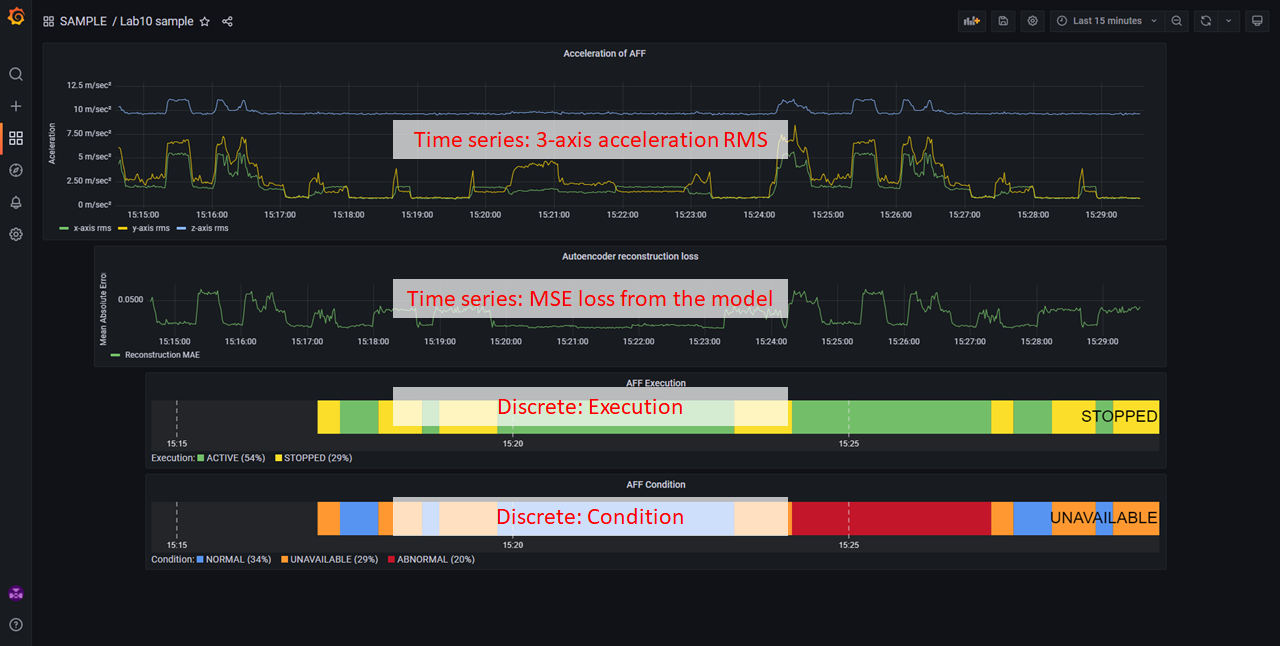 SAMPLE / Lab10 sample
Last 15 minutes
Acceleration of AFF
12.5 m/sec²
10 m/sec²
7.50 m/sec²
5 m/sec²
2.50 m/sec²
0 m/sec²
Acceleration
Time series: 3-axis acceleration RMS
15:15:00 15:16:00 15:17:00 15:18:00 15:19:00 15:20:00 15:21:00 15:22:00 15:23:00 15:24:00 15:25:00 15:26:00 15:27:00 15:28:00 15:29:00
x-axis rms y-axis rms z-axis rms
Autoencoder reconstruction loss
Mean Absolute Erro
0.0500
Time series: MSE loss from the model
15:15:00 15:16:00 15:17:00 15:18:00 15:19:00 15:20:00 15:21:00 15:22:00 15:23:00 15:24:00 15:25:00 15:26:00 15:27:00 15:28:00 15:29:00
Reconstruction MAE
AFF Execution
Discrete: Execution
STOPPED
15:15 15:20 15:25
Execution: ACTIVE (54%) STOPPED (29%)
AFF Condition
Discrete: Condition
UNAVAILABLE
15:15 15:20 15:25
Condition: NORMAL (34%) UNAVAILABLE (29%) ABNORMAL (20%)